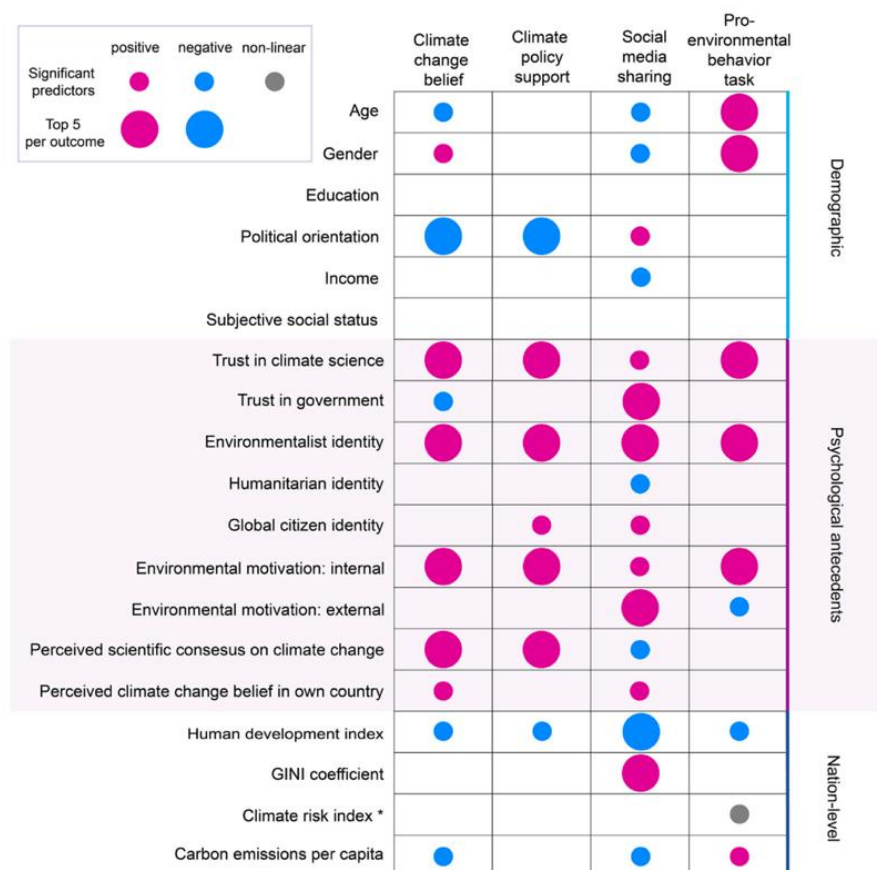 positive negative non-linear
Significant
predictors
Top 5
per outcome
Climate
change
belief
Climate
policy
support
Social
media
sharing
Pro-
environmental
behavior
task
Age
Gender
Education
Political orientation
Income
Subjective social status
Demographic
Trust in climate science
Trust in government
Environmentalist identity
Humanitarian identity
Global citizen identity
Environmental motivation: internal
Environmental motivation: external
Perceived scientific consesus on climate change
Perceived climate change belief in own country
Psychological antecedents
Human development index
GINI coefficient
Climate risk index *
Carbon emissions per capita
Nation-level